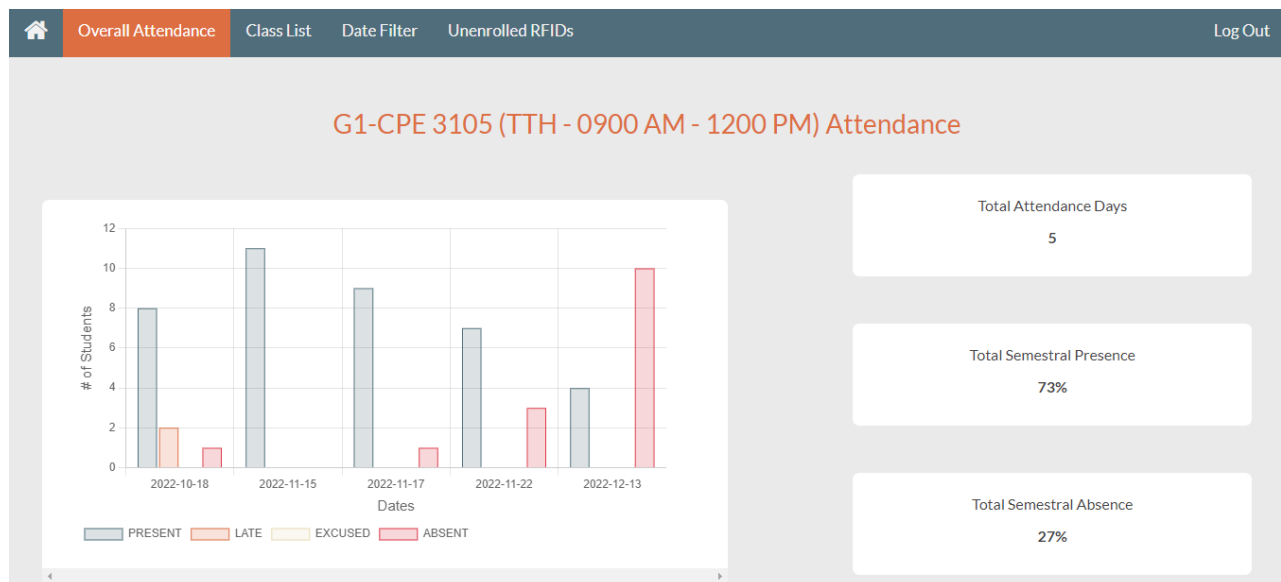 Overall Attendance Class List Date Filter Unenrolled RFIDs Log Out
G1-CPE 3105 (TTH - 0900 AM - 1200 PM) Attendance
12
10
8
6
4
2
0
# of Students
2022-10-18 2022-11-15 2022-11-17 2022-11-22 2022-12-13
Dates
PRESENT LATE EXCUSED ABSENT
Total Attendance Days
5
Total Semestral Presence
73%
Total Semestral Absence
27%